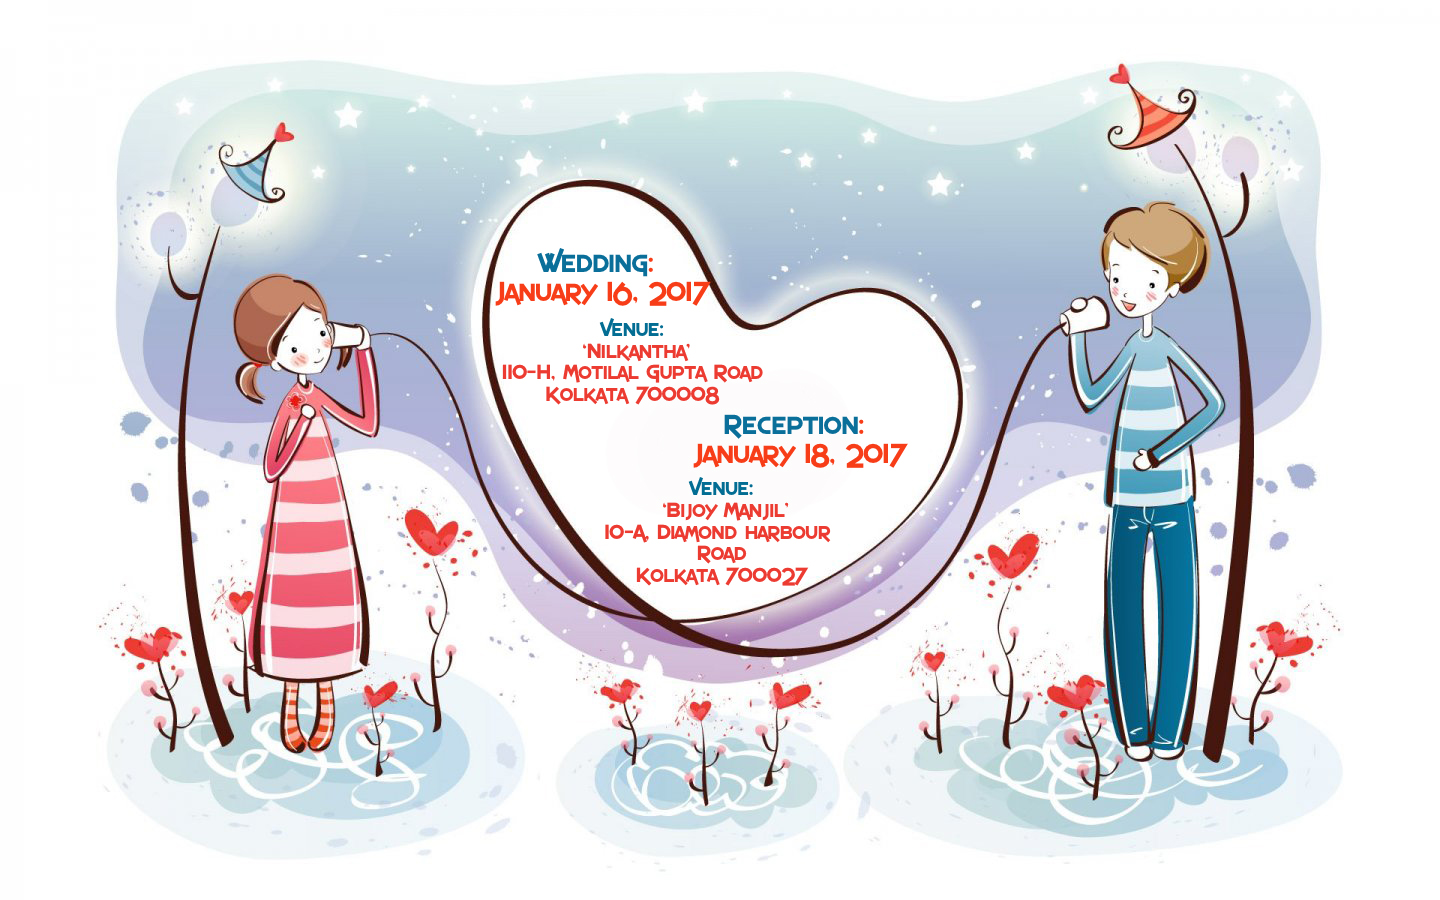 Wedding:
January 16, 2017
Venue:
'Nilkantha'
110-H, Motilal Gupta Road
Kolkata 700008
Reception:
January 18, 2017
Venue:
'Bijoy Manjil'
10-A, Diamond harbour
Road
Kolkata 700027